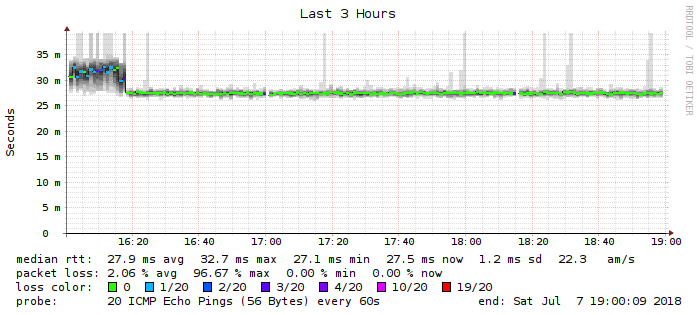 Last 3 Hours
RRDTOOL / TOBI OETIKER
Seconds
35 m
30 m
25 m
20 m
15 m
10 m
5 m
0
16:20 16:40 17:00 17:20 17:40 18:00 18:20 18:40 19:00
median rtt: 27.9 ms avg 32.7 ms max 27.1 ms min 27.5 ms now 1.2 ms sd 22.3 am/s
packet loss: 2.06 % avg 96.67 % max 0.00 % min 0.00 % now
loss color: 0 1/20 2/20 3/20 4/20 10/20 19/20
probe: 20 ICMP Echo Pings (56 Bytes) every 60s end: Sat Jul 7 19:00:09 2018